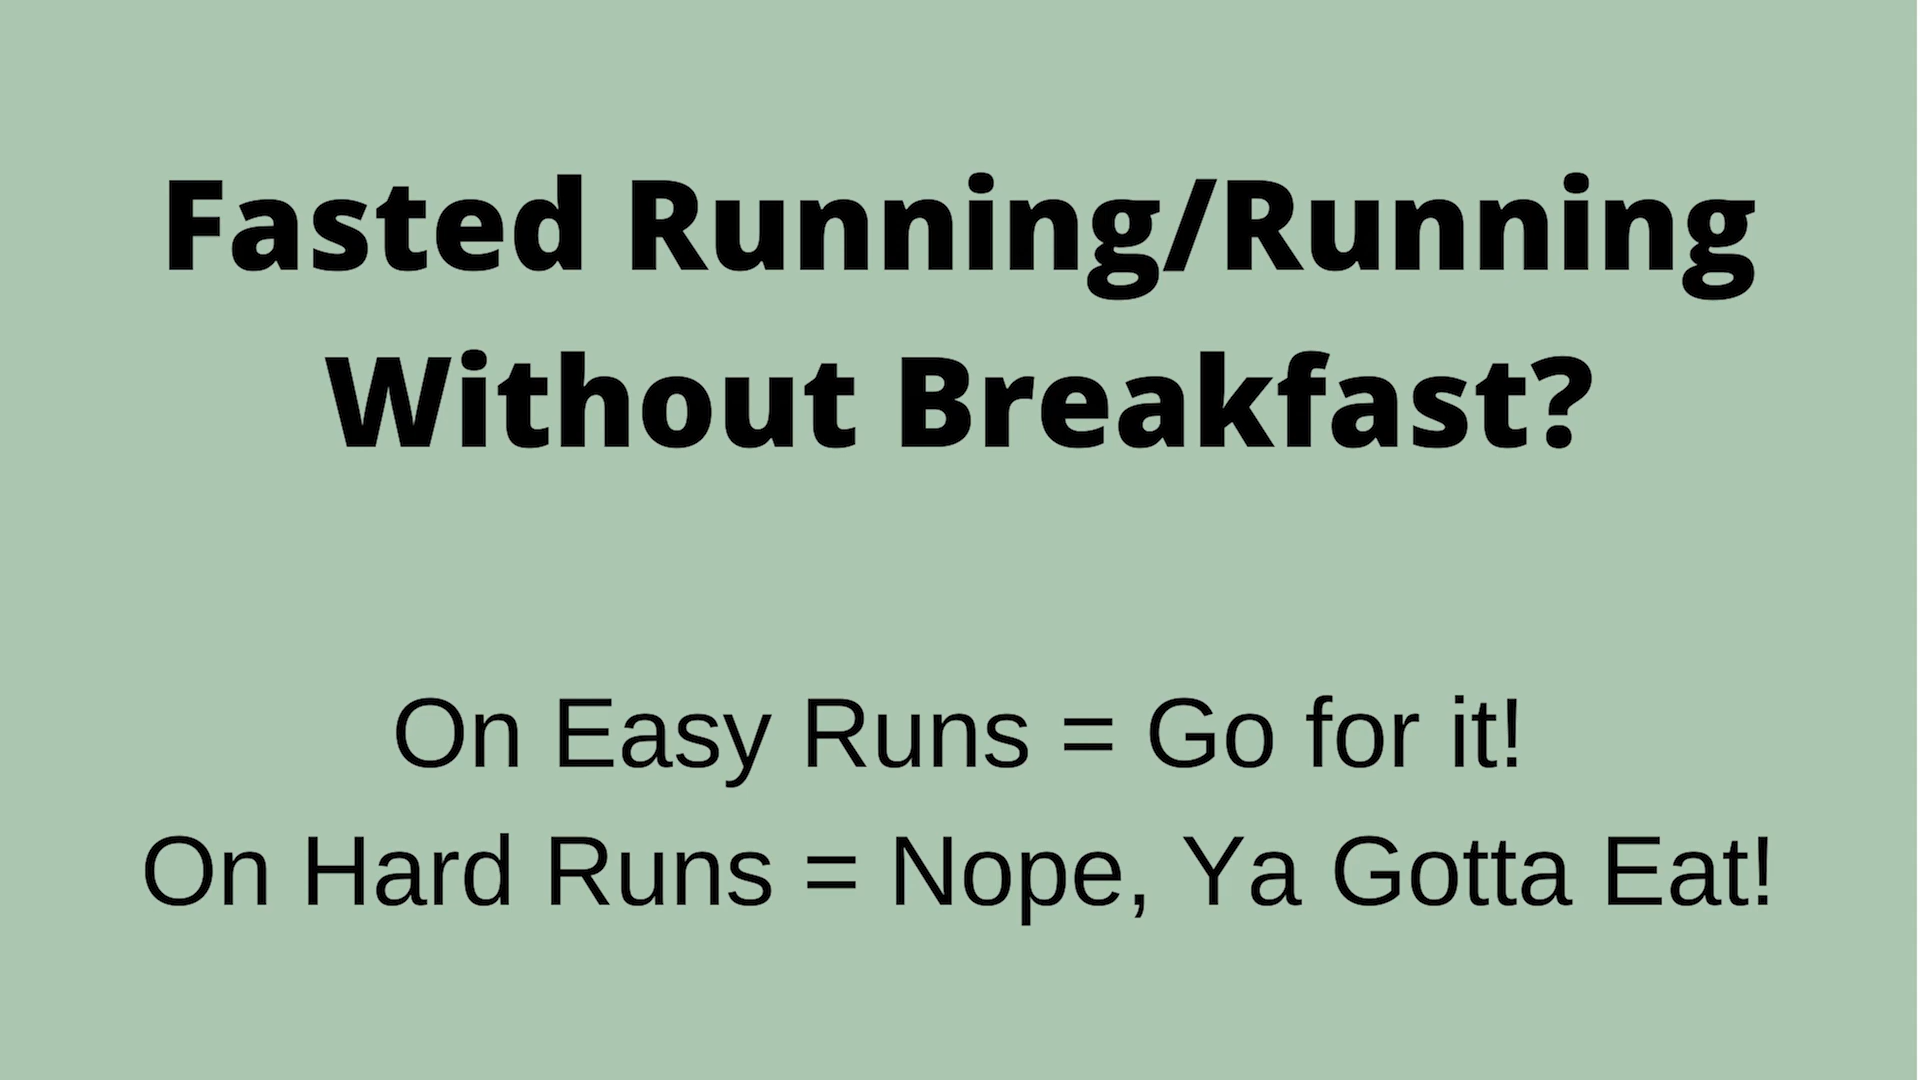 Fasted Running/Running
Without Breakfast?
On Easy Runs = Go for it!
On Hard Runs = Nope, Ya Gotta Eat!